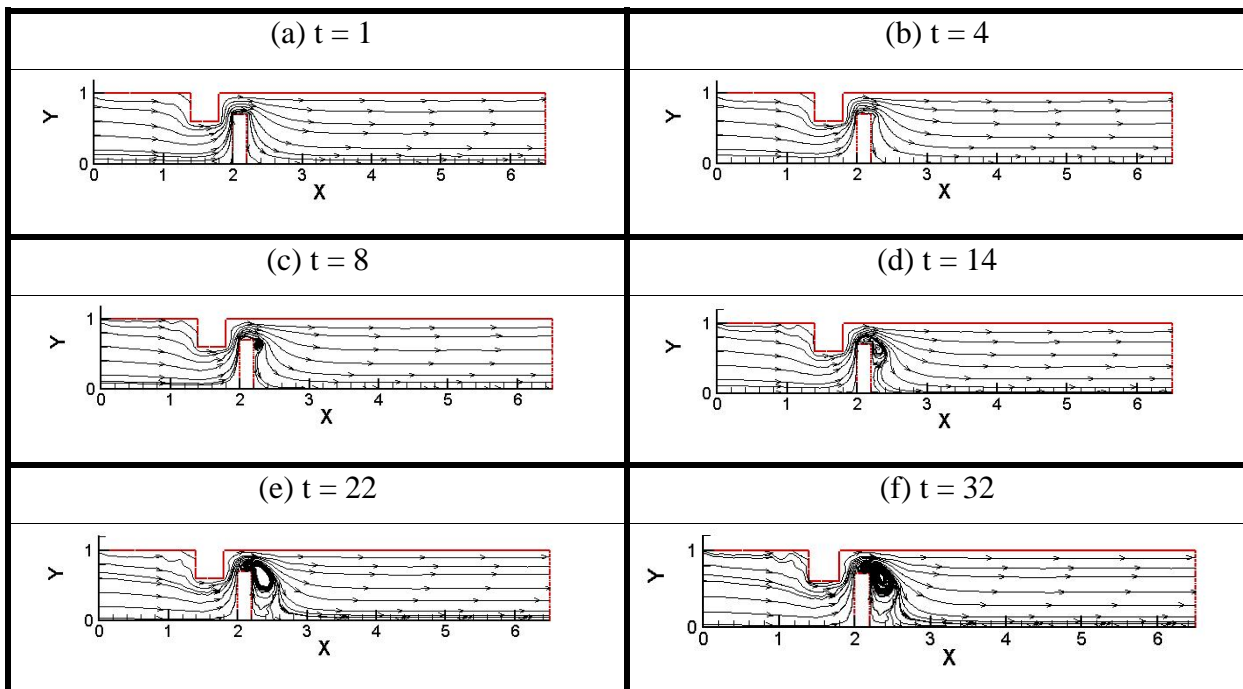 (a) t = 1
(b) t = 4
Y
1
0
0 1 2 3 4 5 6
X
Y
1
0
0 1 2 3 4 5 6
X
(c) t = 8
(d) t = 14
Y
1
0
0 1 2 3 4 5 6
X
Y
1
0
0 1 2 3 4 5 6
X
(e) t = 22
(f) t = 32
Y
1
0
0 1 2 3 4 5 6
X
Y
1
0
0 1 2 3 4 5 6
X